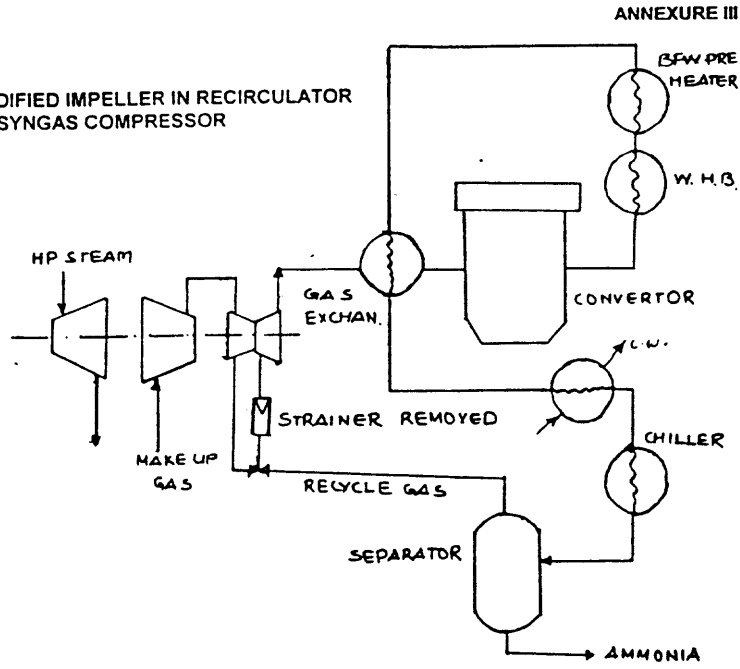 ANNEXURE III
DIFIED IMPELLER IN RECIRCULATOR
SYNGAS COMPRESSOR
BFW PRE
HEATER
W. H. B.
HP STEAM
GAS
EXCHAN.
CONVERTOR
C.W.
STRAINER REMOVED
CHILLER
MAKE UP
GAS
RECYCLE GAS
SEPARATOR
AMMONIA